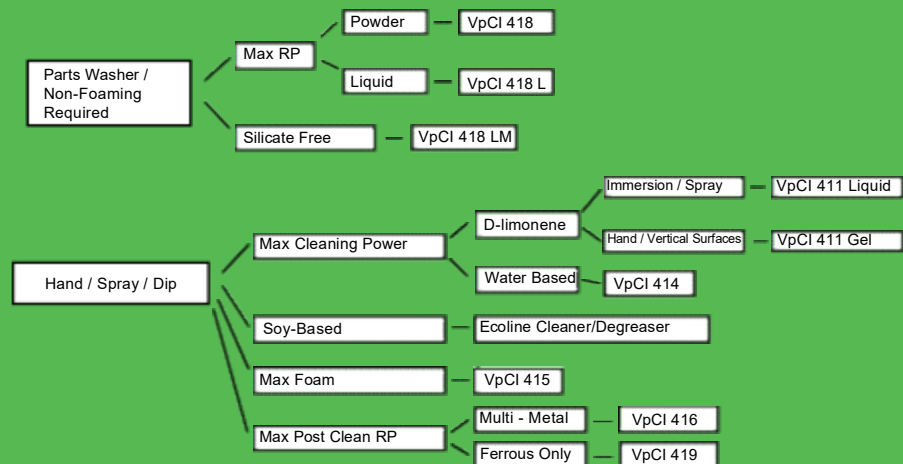 Powder
VpCI 418
Max RP
Parts Washer /
Non-Foaming
Required
Liquid
VpCI 418 L
Silicate Free
VpCI 418 LM
Immersion / Spray
VpCI 411 Liquid
D-limonene
Max Cleaning Power
Hand / Vertical Surfaces
VpCI 411 Gel
Hand / Spray / Dip
Water Based
VpCI 414
Soy-Based
Ecoline Cleaner/Degreaser
Max Foam
VpCI 415
Multi - Metal
VpCI 416
Max Post Clean RP
Ferrous Only
VpCI 419